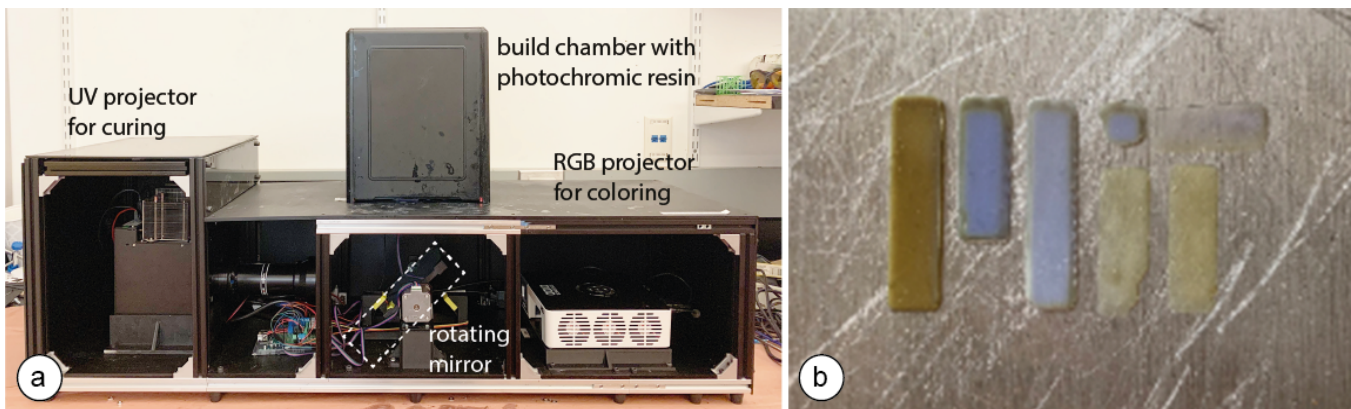 build chamber with
photochromic resin
UV projector
for curing
RGB projector
for coloring
rotating
mirror
a
b